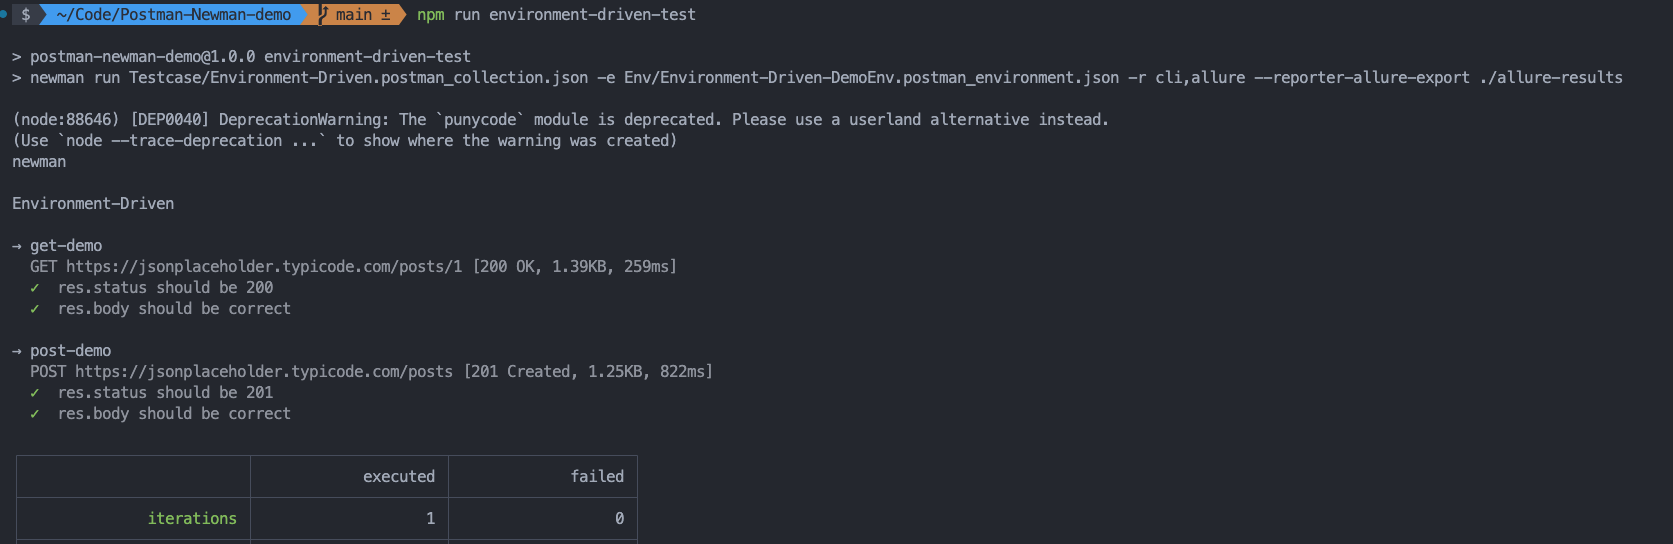 $ ~/Code/Postman-Newman-demo main ± npm run environment-driven-test
> postman-newman-demo@1.0.0 environment-driven-test
> newman run Testcase/Environment-Driven.postman_collection.json -e Env/Environment-Driven-DemoEnv.postman_environment.json -r cli,allure --reporter-allure-export ./allure-results
(node:88646) [DEP0040] DeprecationWarning: The `punycode` module is deprecated. Please use a userland alternative instead.
(Use `node --trace-deprecation ...` to show where the warning was created)
newman
Environment-Driven
→ get-demo
GET https://jsonplaceholder.typicode.com/posts/1 [200 OK, 1.39KB, 259ms]
✓ res.status should be 200
✓ res.body should be correct
→ post-demo
POST https://jsonplaceholder.typicode.com/posts [201 Created, 1.25KB, 822ms]
✓ res.status should be 201
✓ res.body should be correct
executed failed
iterations 1 0